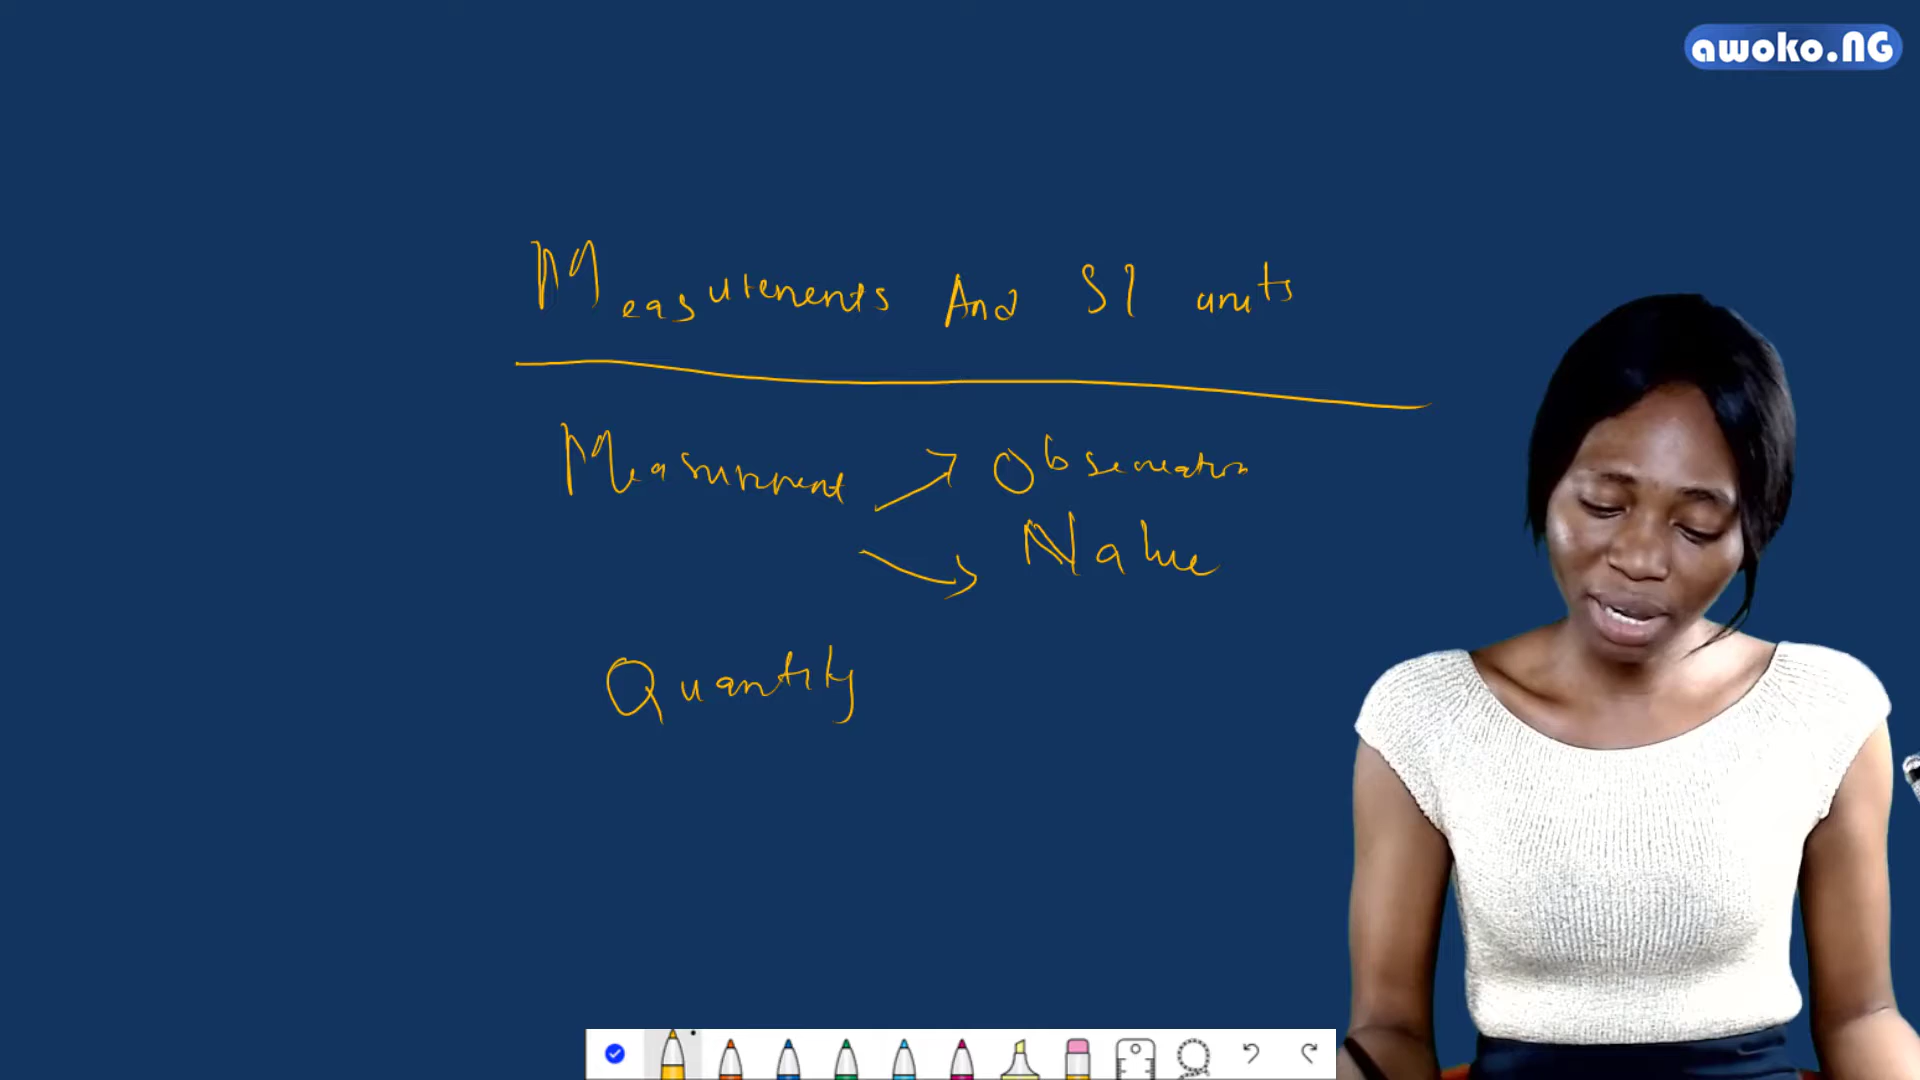 awoko.NG
Measurements And SI units
Measurement → Observation
→ Value
Quantity